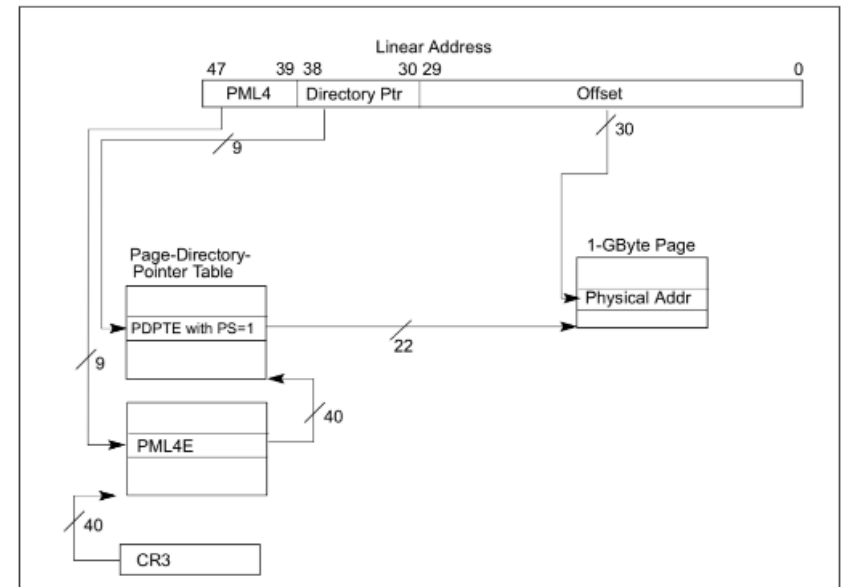 Linear Address
47 39 38 30 29 0
PML4 Directory Ptr Offset
9
30
1-GByte Page
Physical Addr
Page-Directory-
Pointer Table
PDPTE with PS=1
22
9
40
PML4E
40
CR3